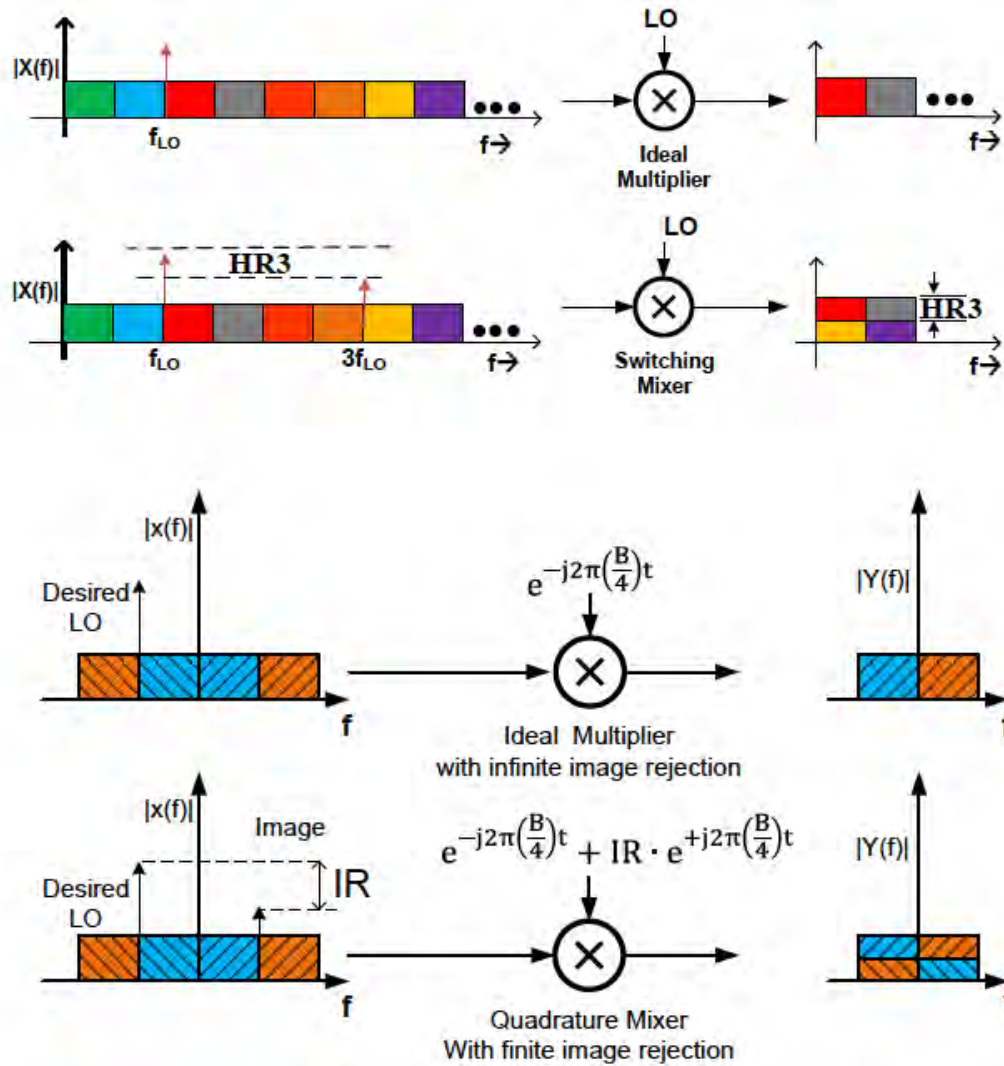 LO
|X(f)|
f_LO
f→
Ideal
Multiplier
f→
HR3
LO
|X(f)|
HR3
f_LO
3f_LO
f→
Switching
Mixer
f→
|x(f)|
Desired
LO
e^{-j2π(B/4)t}
|Y(f)|
f
Ideal Multiplier
with infinite image rejection
|x(f)|
Image
e^{-j2π(B/4)t} + IR · e^{+j2π(B/4)t}
|Y(f)|
Desired
LO
IR
f
Quadrature Mixer
With finite image rejection